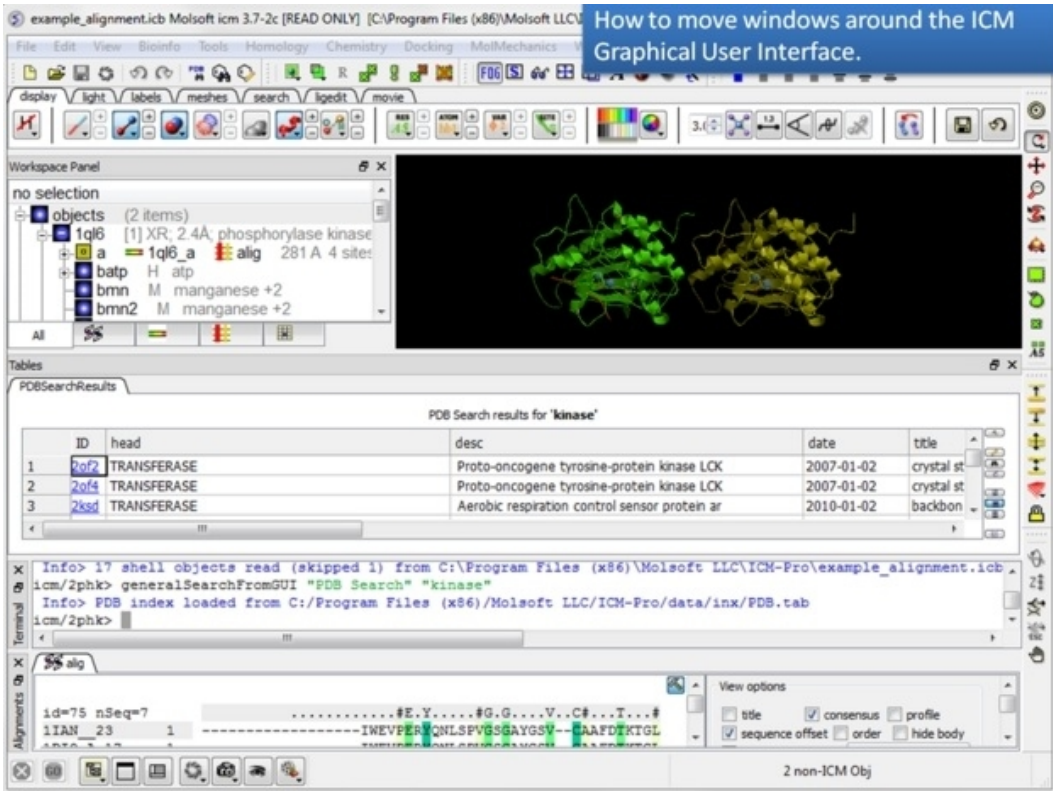 example_alignment.icb Molsoft icm 3.7-2c [READ ONLY] [C:\Program Files (x86)\Molsoft LLC\
How to move windows around the ICM
Graphical User Interface.
File Edit View Bioinfo Tools Homology Chemistry Docking MolMechanics
display light labels meshes search ligedit movie
Workspace Panel
no selection
objects (2 items)
1ql6 [1] XR; 2.4Å; phosphorylase kinase
a 1ql6_a alig 281 A 4 sites
batp H atp
bmn M manganese +2
bmn2 M manganese +2
All
Tables
PDBSearchResults
PDB Search results for 'kinase'
ID head desc date title
1 2of2 TRANSFERASE Proto-oncogene tyrosine-protein kinase LCK 2007-01-02 crystal st
2 2of4 TRANSFERASE Proto-oncogene tyrosine-protein kinase LCK 2007-01-02 crystal st
3 2ksd TRANSFERASE Aerobic respiration control sensor protein ar 2010-01-02 backbon
Info> 17 shell objects read (skipped 1) from C:\Program Files (x86)\Molsoft LLC\ICM-Pro\example_alignment.icb
icm/2phk> generalSearchFromGUI "PDB Search" "kinase"
Info> PDB index loaded from C:/Program Files (x86)/Molsoft LLC/ICM-Pro/data/inx/PDB.tab
icm/2phk>
Terminal
alig
View options
title consensus profile
sequence offset order hide body
id=75 nSeq=7 ............#E.Y.....#G.G....V..C#...T...#
1IAN_23 1 ------------------IWEVPERYQNLSPVGSGAYGSV--CAAFDTKTGL
Alignments
2 non-ICM Obj